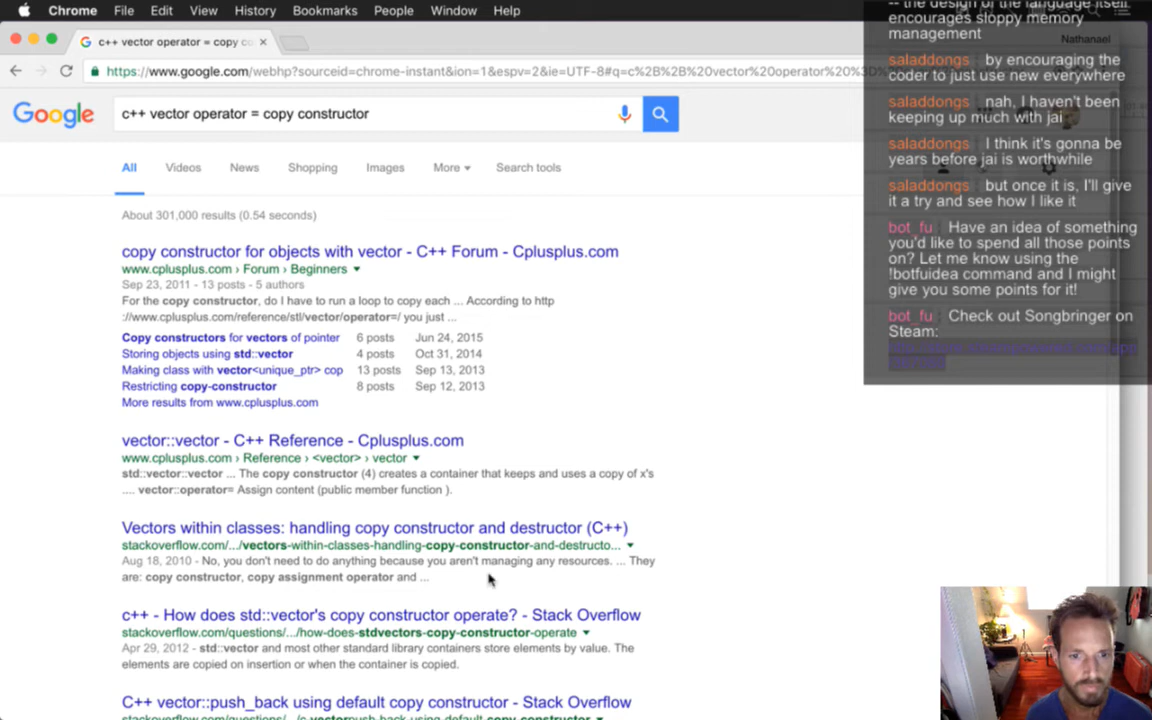 Chrome File Edit View History Bookmarks People Window Help
c++ vector operator = copy co
Nathanael
https://www.google.com/webhp?sourceid=chrome-instant&ion=1&espv=2&ie=UTF-8#q=c%2B%2B%20vector%20operator%20%3D%
Google
c++ vector operator = copy constructor
All Videos News Shopping Images More Search tools
About 301,000 results (0.54 seconds)
copy constructor for objects with vector - C++ Forum - Cplusplus.com
www.cplusplus.com › Forum › Beginners
Sep 23, 2011 - 13 posts - 5 authors
For the copy constructor, do I have to run a loop to copy each ... According to http
://www.cplusplus.com/reference/stl/vector/operator=/ you just ...
Copy constructors for vectors of pointer 6 posts Jun 24, 2015
Storing objects using std::vector 4 posts Oct 31, 2014
Making class with vector<unique_ptr> cop 13 posts Sep 13, 2013
Restricting copy-constructor 8 posts Sep 12, 2013
More results from www.cplusplus.com
vector::vector - C++ Reference - Cplusplus.com
www.cplusplus.com › Reference › <vector> › vector
std::vector::vector ... The copy constructor (4) creates a container that keeps and uses a copy of x's
.... vector::operator= Assign content (public member function ).
Vectors within classes: handling copy constructor and destructor (C++)
stackoverflow.com/.../vectors-within-classes-handling-copy-constructor-and-destructo...
Aug 18, 2010 - No, you don't need to do anything because you aren't managing any resources. ... They
are: copy constructor, copy assignment operator and ...
c++ - How does std::vector's copy constructor operate? - Stack Overflow
stackoverflow.com/questions/.../how-does-stdvectors-copy-constructor-operate
Apr 29, 2012 - std::vector and most other standard library containers store elements by value. The
elements are copied on insertion or when the container is copied.
C++ vector::push_back using default copy constructor - Stack Overflow
-- the design of the language itself
encourages sloppy memory
management
saladdongs by encouraging the
coder to just use new everywhere
saladdongs nah, I haven't been
keeping up much with jai
saladdongs I think it's gonna be
years before jai is worthwhile
saladdongs but once it is, I'll give
it a try and see how I like it
bot_fu Have an idea of something
you'd like to spend all those points
on? Let me know using the
!botfuidea command and I might
give you some points for it!
bot_fu Check out Songbringer on
Steam: